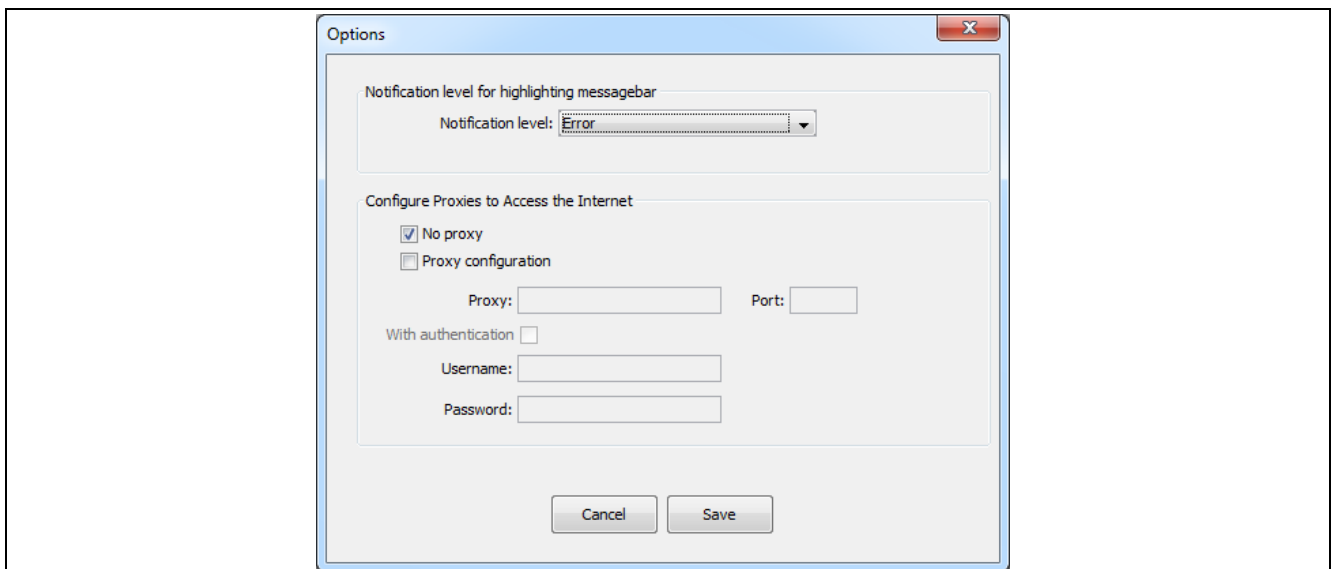 Options
Notification level for highlighting messagebar
Notification level: Error
Configure Proxies to Access the Internet
No proxy
Proxy configuration
Proxy: Port:
With authentication
Username:
Password:
Cancel Save